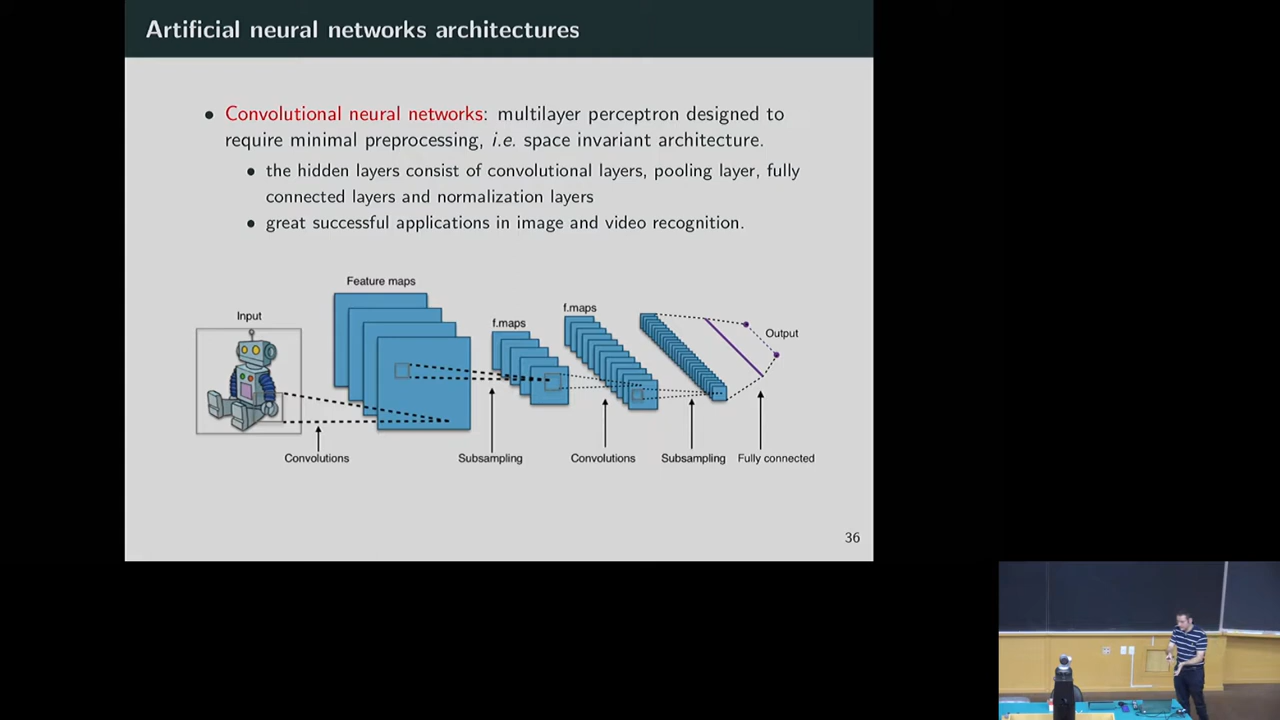 Artificial neural networks architectures
• Convolutional neural networks: multilayer perceptron designed to
require minimal preprocessing, i.e. space invariant architecture.
• the hidden layers consist of convolutional layers, pooling layer, fully
connected layers and normalization layers
• great successful applications in image and video recognition.
Feature maps
Input
f.maps
f.maps
Output
Convolutions
Subsampling
Convolutions
Subsampling
Fully connected
36